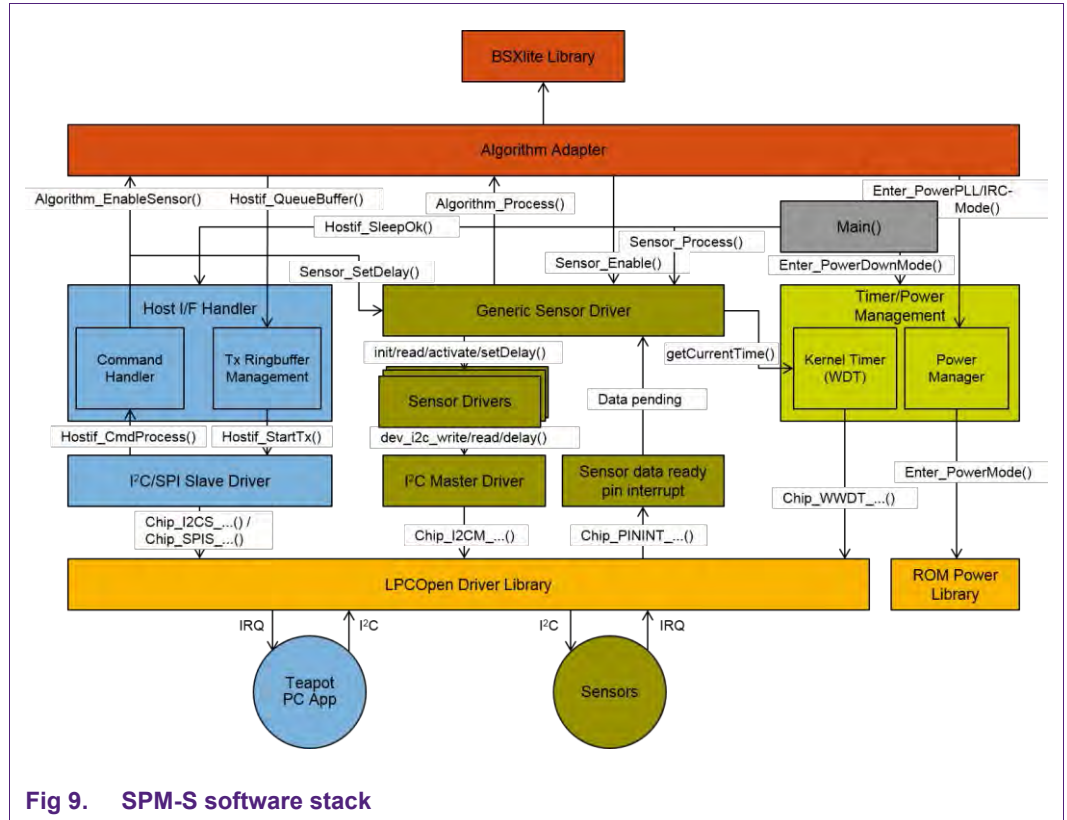 BSXlite Library
Algorithm Adapter
Algorithm_EnableSensor()
Hostif_QueueBuffer()
Algorithm_Process()
Enter_PowerPLL/IRC-
Mode()
Hostif_SleepOk()
Main()
Sensor_Process()
Sensor_SetDelay()
Sensor_Enable()
Enter_PowerDownMode()
Host I/F Handler
Generic Sensor Driver
Timer/Power
Management
Command
Handler
Tx Ringbuffer
Management
init/read/activate/setDelay()
getCurrentTime()
Kernel Timer
(WDT)
Power
Manager
Sensor Drivers
Data pending
Hostif_CmdProcess()
Hostif_StartTx()
dev_i2c_write/read/delay()
I²C/SPI Slave Driver
I²C Master Driver
Sensor data ready
pin interrupt
Enter_PowerMode()
Chip_WWDT_...()
Chip_I2CS_...() /
Chip_SPIS_...()
Chip_I2CM_...()
Chip_PININT_...()
LPCOpen Driver Library
ROM Power
Library
IRQ
I²C
I²C
IRQ
Teapot
PC App
Sensors
Fig 9. SPM-S software stack